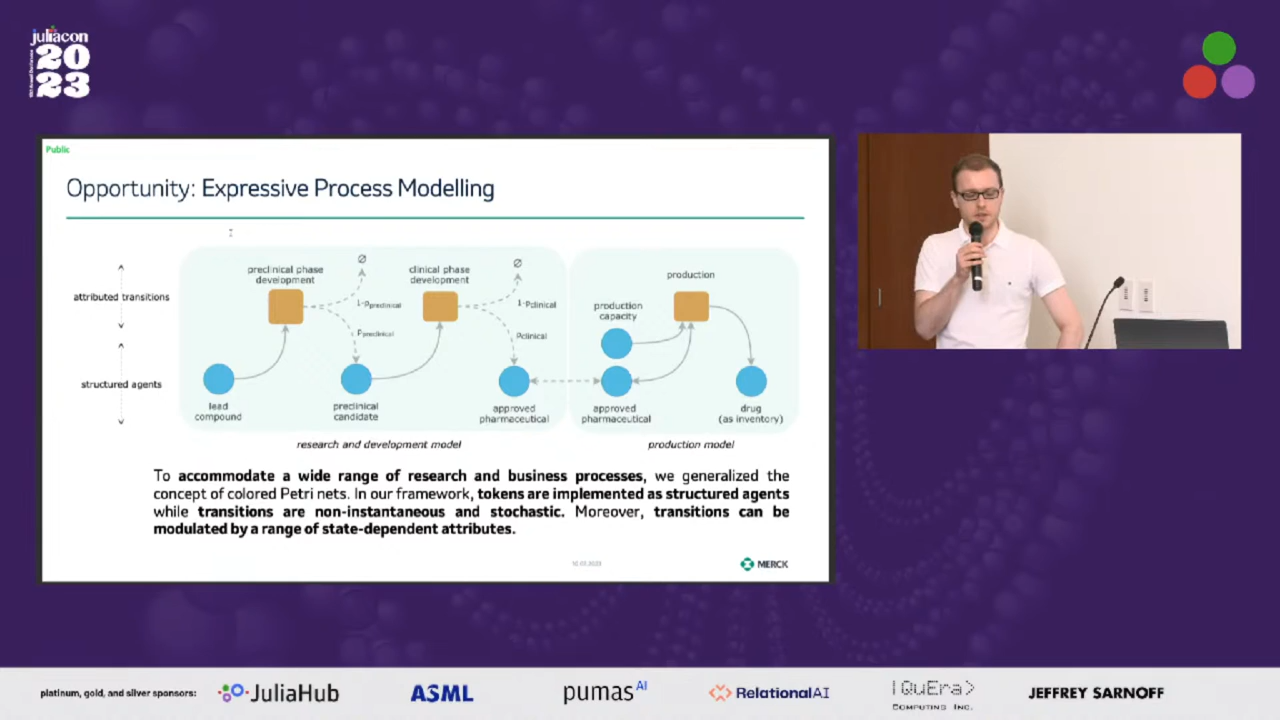 juliacon
20
23
Public
Opportunity: Expressive Process Modelling
attributed transitions
structured agents
preclinical phase
development
∅
1-Ppreclinical
Ppreclinical
clinical phase
development
∅
1-Pclinical
Pclinical
lead
compound
preclinical
candidate
approved
pharmaceutical
research and development model
production
capacity
production
approved
pharmaceutical
drug
(as inventory)
production model
To accommodate a wide range of research and business processes, we generalized the
concept of colored Petri nets. In our framework, tokens are implemented as structured agents
while transitions are non-instantaneous and stochastic. Moreover, transitions can be
modulated by a range of state-dependent attributes.
MERCK
platinum, gold, and silver sponsors:
JuliaHub
ASML
pumas AI
RelationalAI
|QuEra>
COMPUTING INC.
JEFFREY SARNOFF